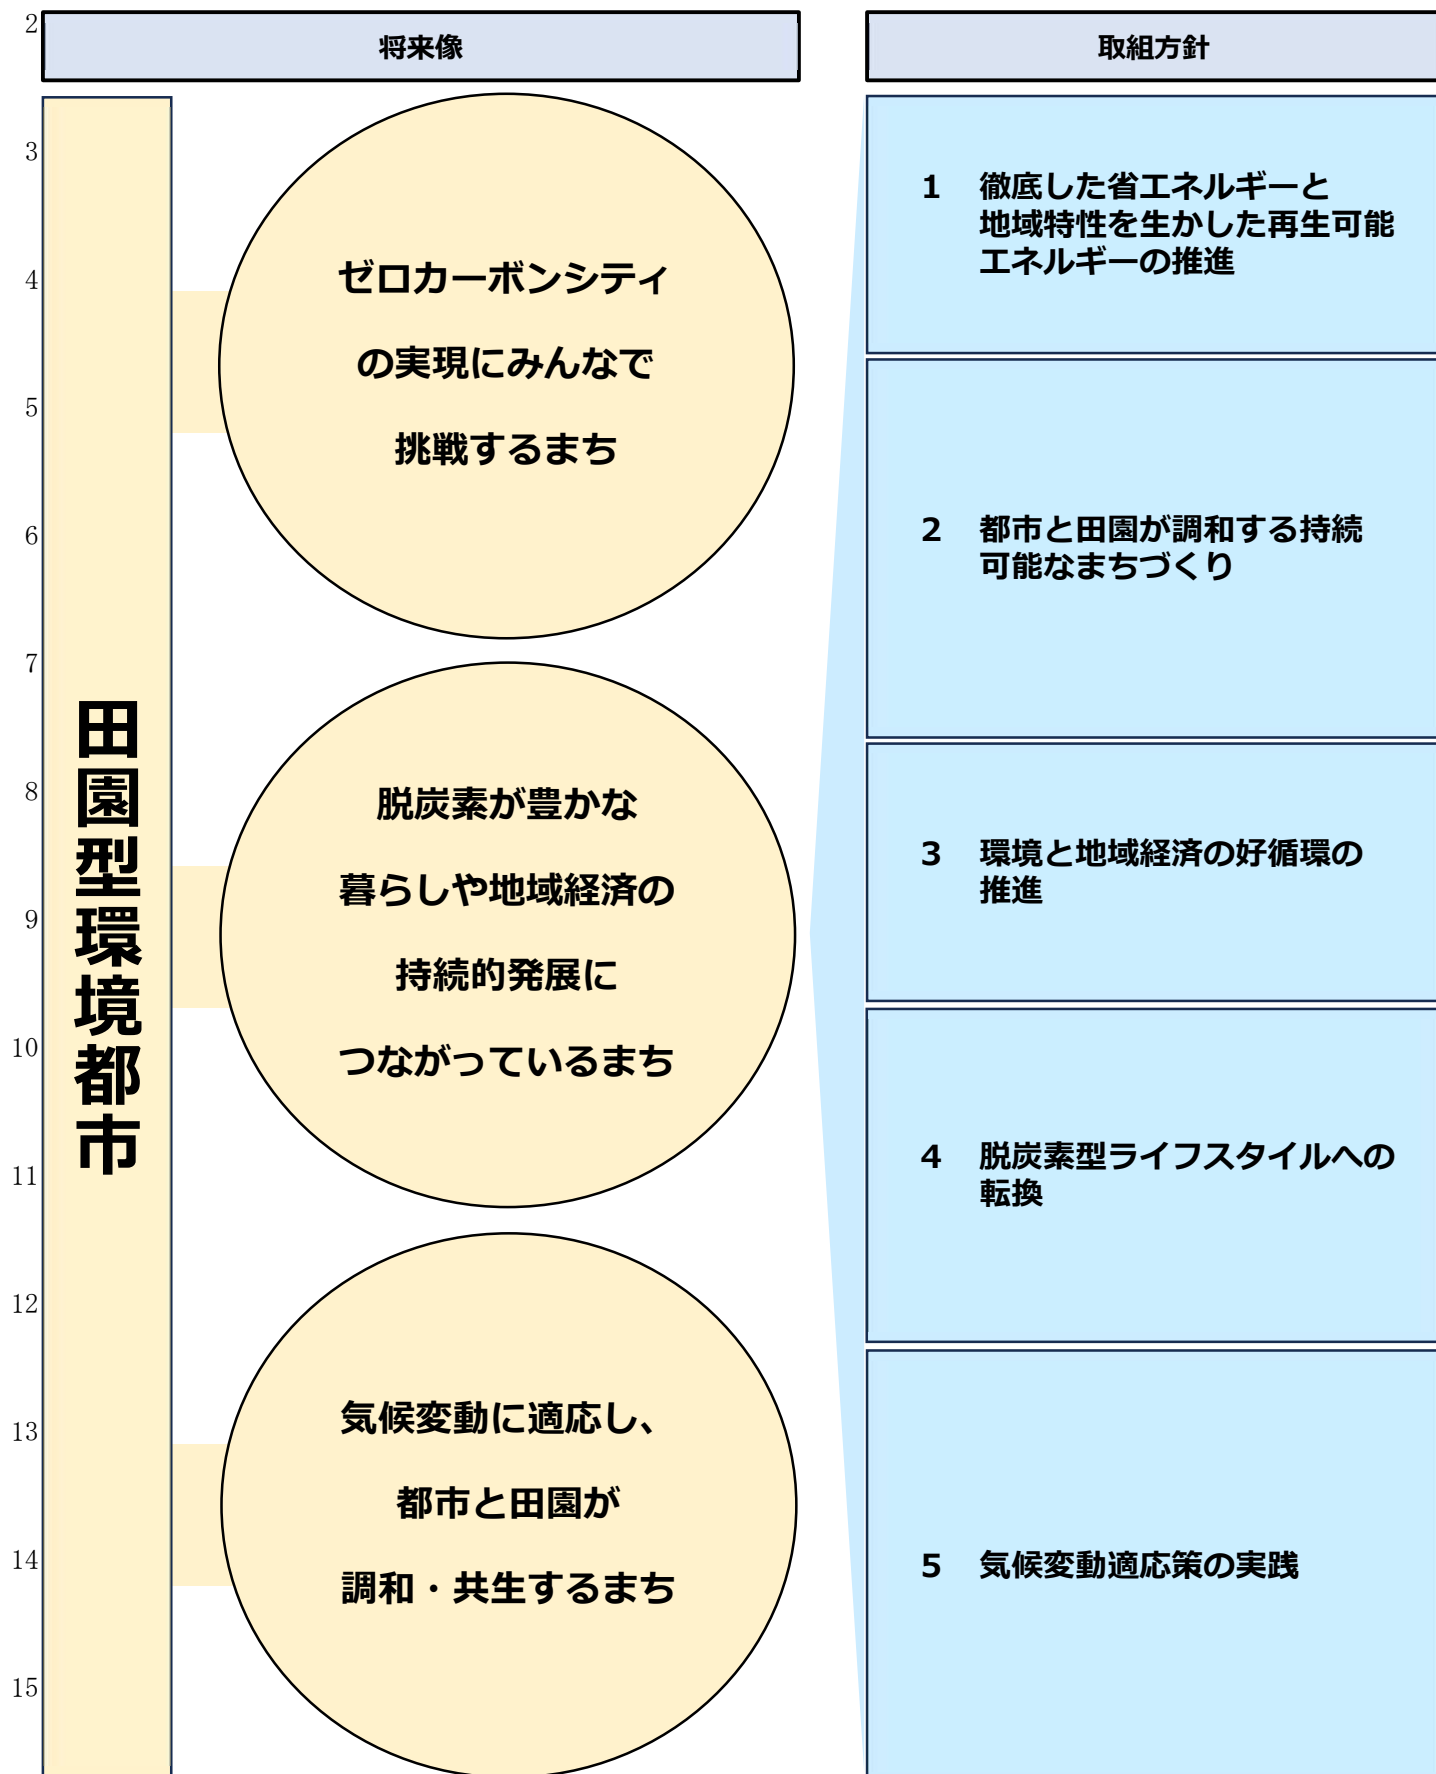 2
3
4
5
6
7
8
9
10
11
12
13
14
15
将来像
田園型環境都市
ゼロカーボンシティ
の実現にみんなで
挑戦するまち
脱炭素が豊かな
暮らしや地域経済の
持続的発展に
つながっているまち
気候変動に適応し、
都市と田園が
調和・共生するまち
取組方針
1 徹底した省エネルギーと
地域特性を生かした再生可能
エネルギーの推進
2 都市と田園が調和する持続
可能なまちづくり
3 環境と地域経済の好循環の
推進
4 脱炭素型ライフスタイルへの
転換
5 気候変動適応策の実践